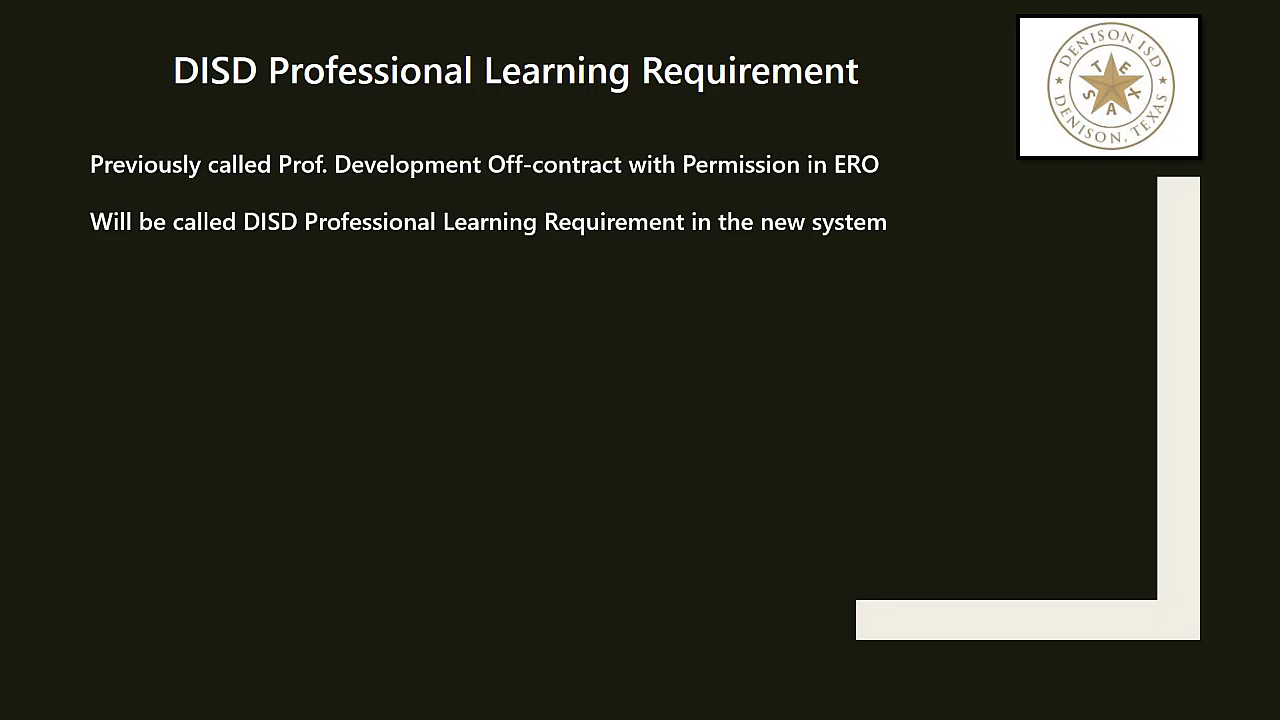 DISD Professional Learning Requirement
DENISON ISD
TEXAS
DENISON, TEXAS
Previously called Prof. Development Off-contract with Permission in ERO
Will be called DISD Professional Learning Requirement in the new system